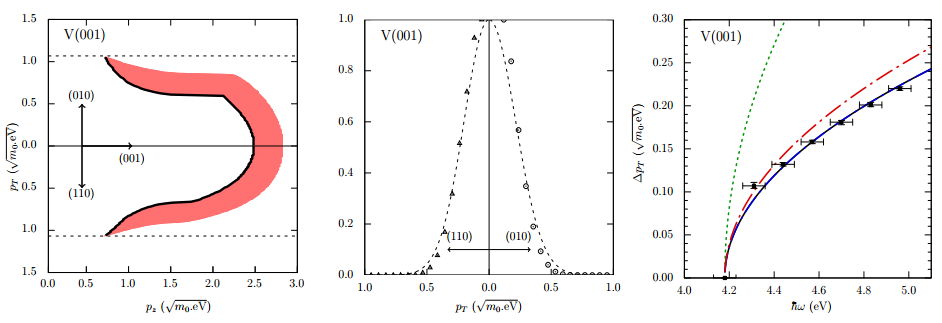 V(001)
1.5
1.0
0.5
0.0
0.5
1.0
1.5
p_T (√m₀.eV)
(010)
(001)
(110)
0.0 0.5 1.0 1.5 2.0 2.5 3.0
p_z (√m₀.eV)
V(001)
1.0
0.8
0.6
0.4
0.2
0.0
(110) (010)
1.0 0.5 0.0 0.5 1.0
p_T (√m₀.eV)
V(001)
0.30
0.25
0.20
0.15
0.10
0.05
0.00
Δp_T (√m₀.eV)
4.0 4.2 4.4 4.6 4.8 5.0
ħω (eV)